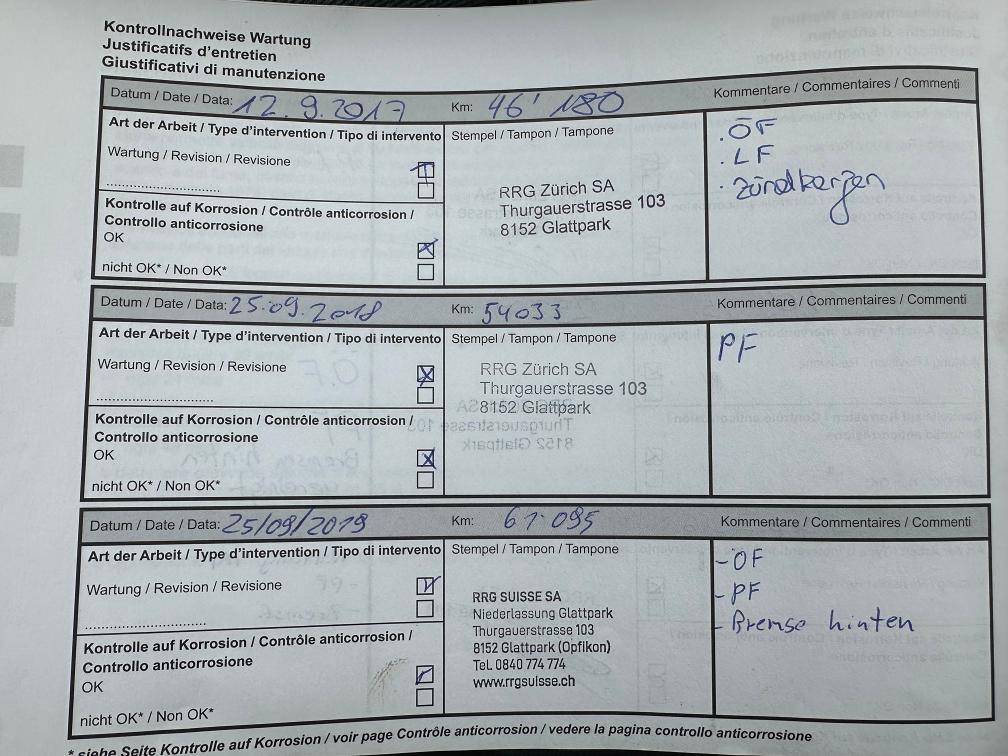 Kontrollnachweise Wartung
Justificatifs d'entretien
Giustificativi di manutenzione
Datum / Date / Data: 12.9.2017 Km: 46'180 Kommentare / Commentaires / Commenti
Art der Arbeit / Type d'intervention / Tipo di intervento Stempel / Tampon / Tampone
Wartung / Revision / Revisione
Kontrolle auf Korrosion / Contrôle anticorrosion /
Controllo anticorrosione
OK
nicht OK* / Non OK*
RRG Zürich SA
Thurgauerstrasse 103
8152 Glattpark
. ÖF
. LF
. Zündkerzen
Datum / Date / Data: 25.09.2018 Km: 54033 Kommentare / Commentaires / Commenti
Art der Arbeit / Type d'intervention / Tipo di intervento Stempel / Tampon / Tampone
Wartung / Revision / Revisione
Kontrolle auf Korrosion / Contrôle anticorrosion /
Controllo anticorrosione
OK
nicht OK* / Non OK*
RRG Zürich SA
Thurgauerstrasse 103
8152 Glattpark
PF
Datum / Date / Data: 25/09/2019 Km: 61.095 Kommentare / Commentaires / Commenti
Art der Arbeit / Type d'intervention / Tipo di intervento Stempel / Tampon / Tampone
Wartung / Revision / Revisione
Kontrolle auf Korrosion / Contrôle anticorrosion /
Controllo anticorrosione
OK
nicht OK* / Non OK*
RRG SUISSE SA
Niederlassung Glattpark
Thurgauerstrasse 103
8152 Glattpark (Opfikon)
Tel. 0840 774 774
www.rrgsuisse.ch
- ÖF
- PF
- Bremse hinten
* siehe Seite Kontrolle auf Korrosion / voir page Contrôle anticorrosion / vedere la pagina controllo anticorrosione